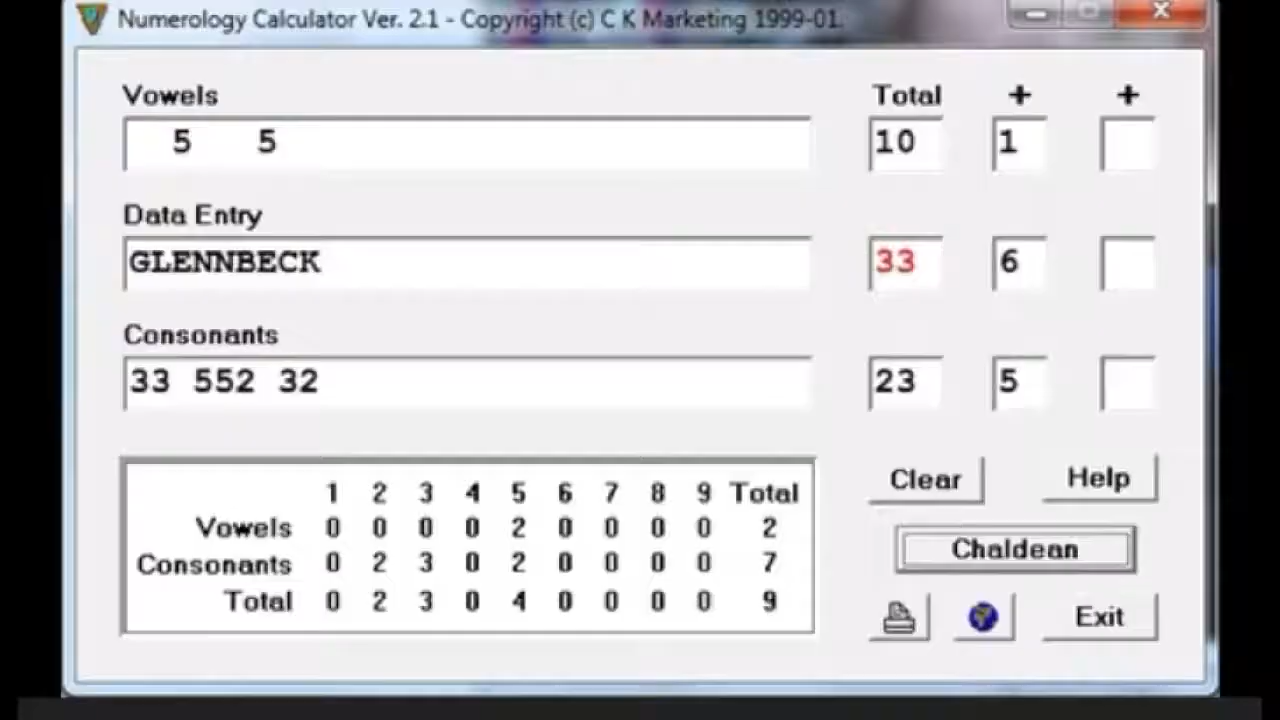 Numerology Calculator Ver. 2.1 - Copyright (c) C K Marketing 1999-01.
Vowels Total + +
5 5 10 1
Data Entry
GLENNBECK 33 6
Consonants
33 552 32 23 5
1 2 3 4 5 6 7 8 9 Total
Vowels 0 0 0 0 2 0 0 0 0 2
Consonants 0 2 3 0 2 0 0 0 0 7
Total 0 2 3 0 4 0 0 0 0 9
Clear Help
Chaldean
Exit